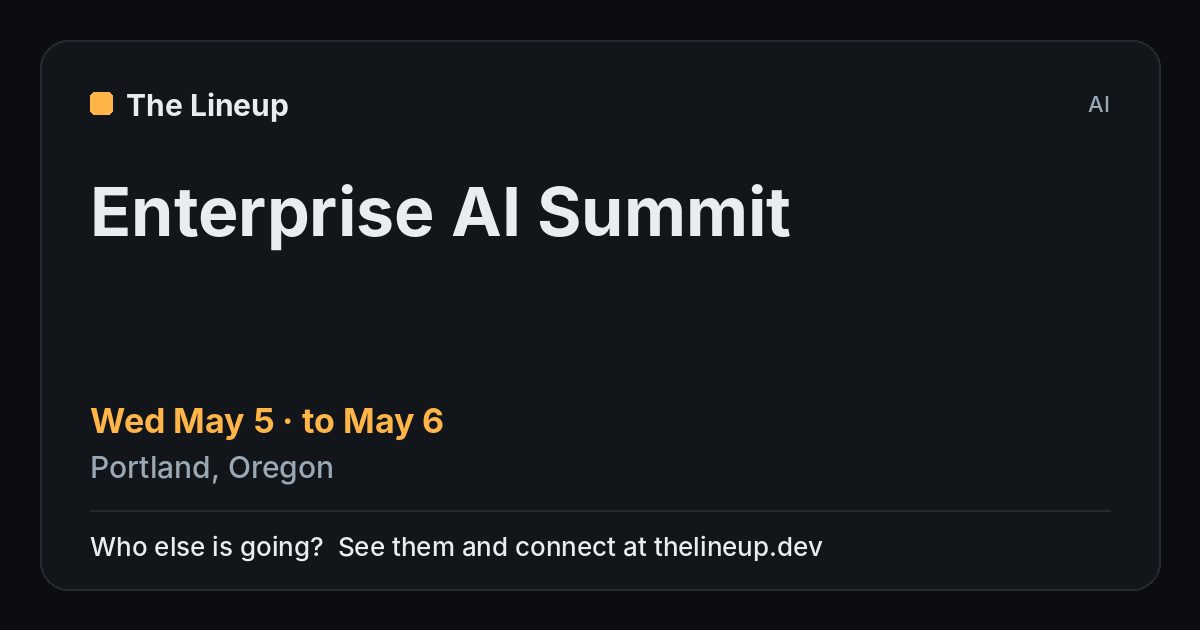 The Lineup
AI
Enterprise AI Summit
Wed May 5 · to May 6
Portland, Oregon
Who else is going? See them and connect at thelineup.dev